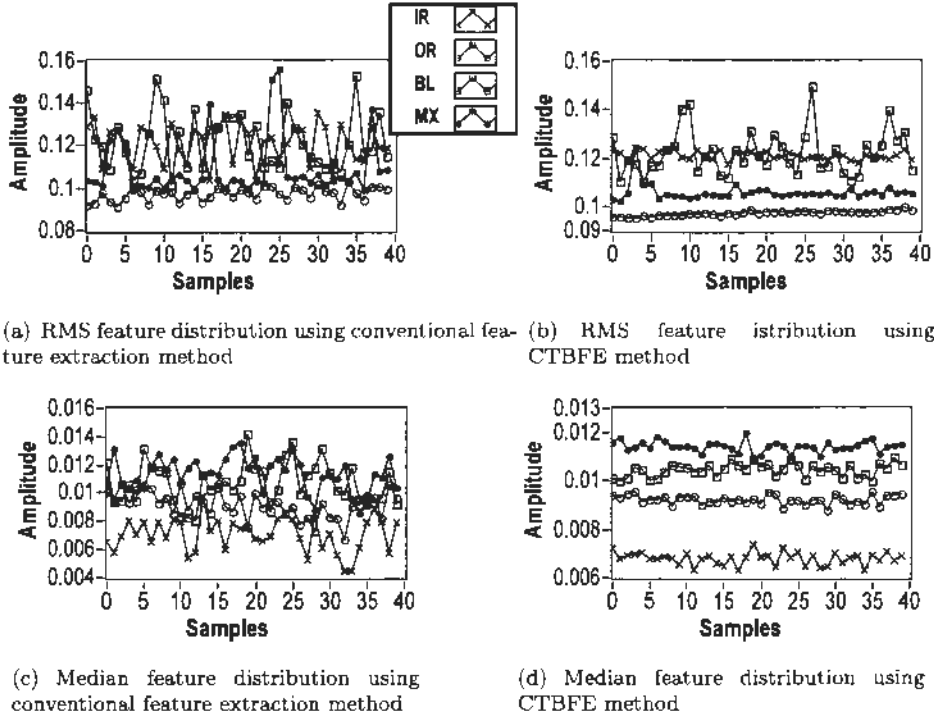 IR
OR
BL
MX
0.16
0.14
0.12
0.1
0.08
Amplitude
0 5 10 15 20 25 30 35 40
Samples
0.16
0.14
0.12
0.1
0.09
Amplitude
0 5 10 15 20 25 30 35 40
Samples
(a) RMS feature distribution using conventional fea-
ture extraction method
(b) RMS feature istribution using
CTBFE method
0.016
0.014
0.012
0.01
0.008
0.006
0.004
Amplitude
0 5 10 15 20 25 30 35 40
Samples
0.013
0.012
0.01
0.008
0.006
Amplitude
0 5 10 15 20 25 30 35 40
Samples
(c) Median feature distribution using
conventional feature extraction method
(d) Median feature distribution using
CTBFE method